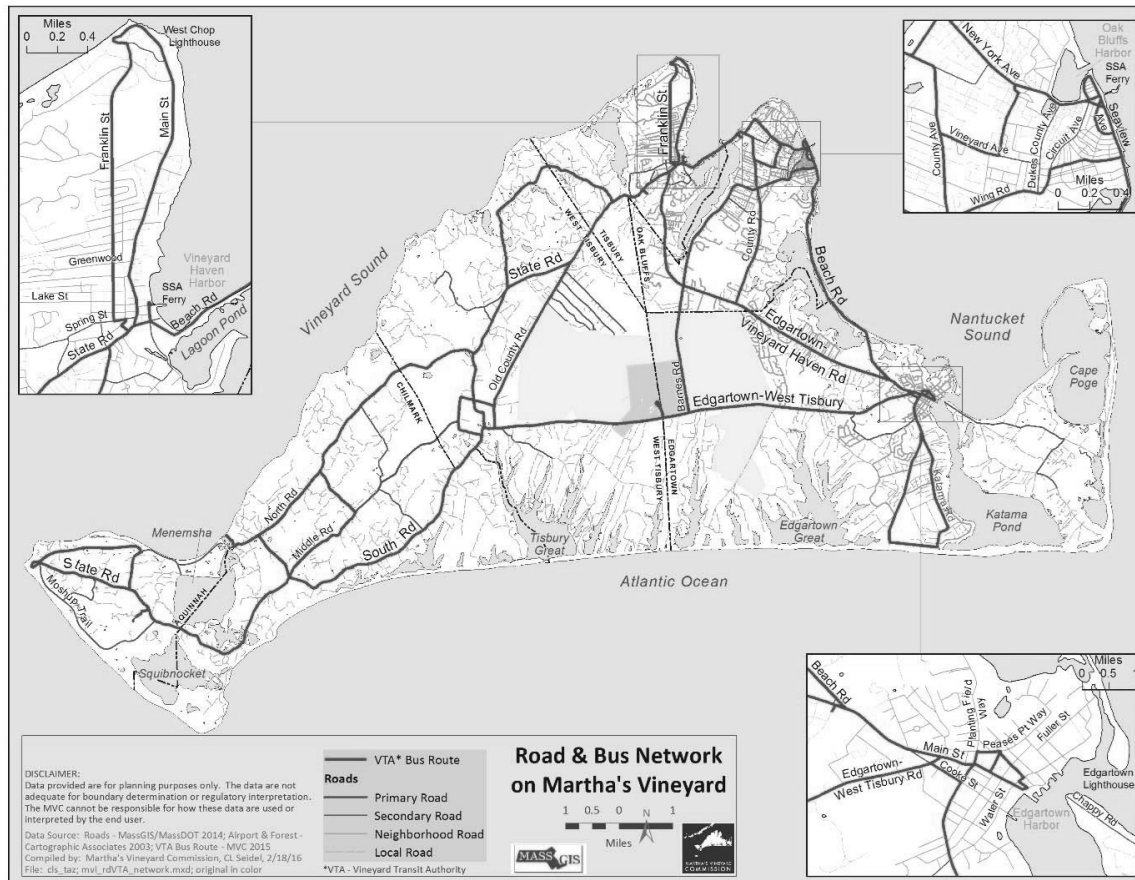 Miles
0 0.2 0.4
West Chop
Lighthouse
Franklin St
Main St
Greenwood
Lake St
Spring St
State Rd
SSA
Ferry
Beach Rd
Vineyard
Haven
Harbor
Lagoon Pond
Oak
Bluffs
Harbor
SSA
Ferry
New York Ave
County Ave
Vineyard Ave
Dukes County Ave
Circuit Ave
Seaview
Ave
Wing Rd
Miles
0 0.2 0.4
Franklin St
Vineyard Sound
State Rd
WEST TISBURY
TISBURY
OAK BLUFFS
County Rd
Beach Rd
Old County Rd
Barnes Rd
Edgartown-
Vineyard Haven Rd
Nantucket
Sound
Cape
Poge
CHILMARK
Edgartown-West Tisbury
EDGARTOWN
WEST TISBURY
North Rd
Middle Rd
South Rd
Menemsha
State Rd
Moshup Trail
AQUINNAH
Squibnocket
Tisbury
Great
Edgartown
Great
Katama Rd
Katama
Pond
Atlantic Ocean
Miles
0 0.5 1
Beach Rd
Planting Field
Way
Peases Pt Way
Fuller St
Main St
Edgartown-
West Tisbury Rd
Cooke St
Water St
Edgartown
Lighthouse
Edgartown
Harbor
Chappy Rd
DISCLAIMER:
Data provided are for planning purposes only. The data are not
adequate for boundary determination or regulatory interpretation.
The MVC cannot be responsible for how these data are used or
interpreted by the end user.
Data Source: Roads - MassGIS/MassDOT 2014; Airport & Forest -
Cartographic Associates 2003; VTA Bus Route - MVC 2015
Compiled by: Martha's Vineyard Commission, CL Seidel, 2/18/16
File: cls_taz; mvl_rdVTA_network.mxd; original in color
VTA* Bus Route
Roads
Primary Road
Secondary Road
Neighborhood Road
Local Road
*VTA - Vineyard Transit Authority
Road & Bus Network
on Martha's Vineyard
1 0.5 0 1
N
Miles
MASS GIS
MARTHA'S VINEYARD
COMMISSION